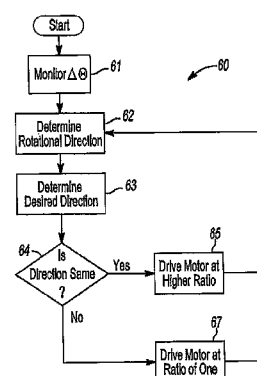 Start
61
Monitor ΔΘ
60
62
Determine
Rotational Direction
63
Determine
Desired Direction
64
Is
Direction Same
?
Yes
65
Drive Motor at
Higher Ratio
No
67
Drive Motor at
Ratio of One